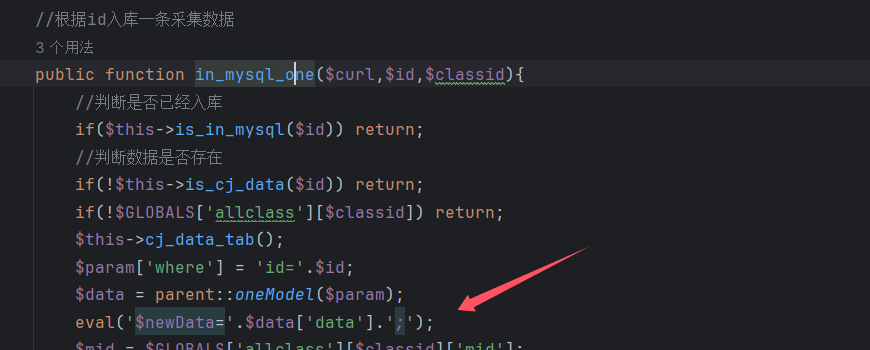 //根据id入库一条采集数据
3 个用法
public function in_mysql_one($curl,$id,$classid){
//判断是否已经入库
if($this->is_in_mysql($id)) return;
//判断数据是否存在
if(!$this->is_cj_data($id)) return;
if(!$GLOBALS['allclass'][$classid]) return;
$this->cj_data_tab();
$param['where'] = 'id='.$id;
$data = parent::oneModel($param);
eval('$newData='.$data['data'].';');
$mid = $GLOBALS['allclass'][$classid]['mid'];